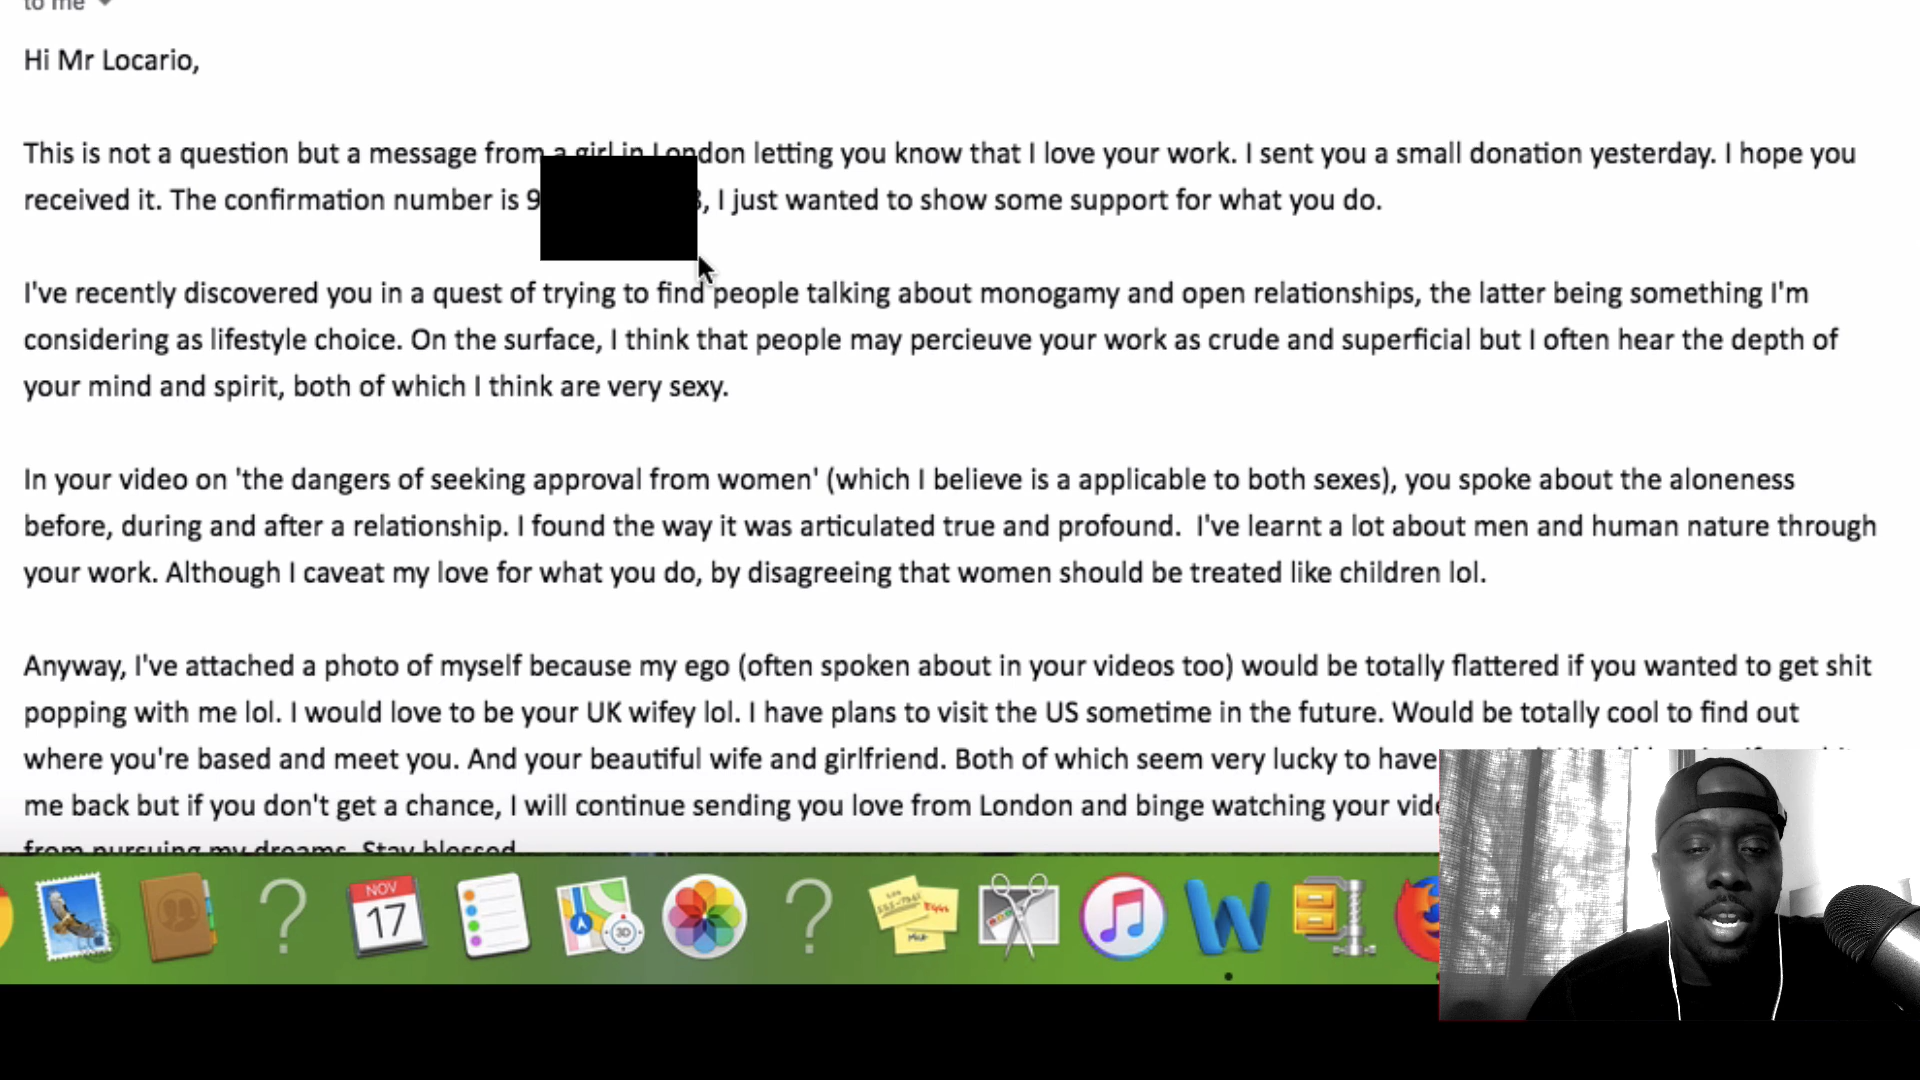 to me
Hi Mr Locario,
This is not a question but a message from a girl in London letting you know that I love your work. I sent you a small donation yesterday. I hope you
received it. The confirmation number is 9 3, I just wanted to show some support for what you do.
I've recently discovered you in a quest of trying to find people talking about monogamy and open relationships, the latter being something I'm
considering as lifestyle choice. On the surface, I think that people may percieuve your work as crude and superficial but I often hear the depth of
your mind and spirit, both of which I think are very sexy.
In your video on 'the dangers of seeking approval from women' (which I believe is a applicable to both sexes), you spoke about the aloneness
before, during and after a relationship. I found the way it was articulated true and profound. I've learnt a lot about men and human nature through
your work. Although I caveat my love for what you do, by disagreeing that women should be treated like children lol.
Anyway, I've attached a photo of myself because my ego (often spoken about in your videos too) would be totally flattered if you wanted to get shit
popping with me lol. I would love to be your UK wifey lol. I have plans to visit the US sometime in the future. Would be totally cool to find out
where you're based and meet you. And your beautiful wife and girlfriend. Both of which seem very lucky to have
me back but if you don't get a chance, I will continue sending you love from London and binge watching your
from pursuing my dreams. Stay blessed
NOV
17
3D
W